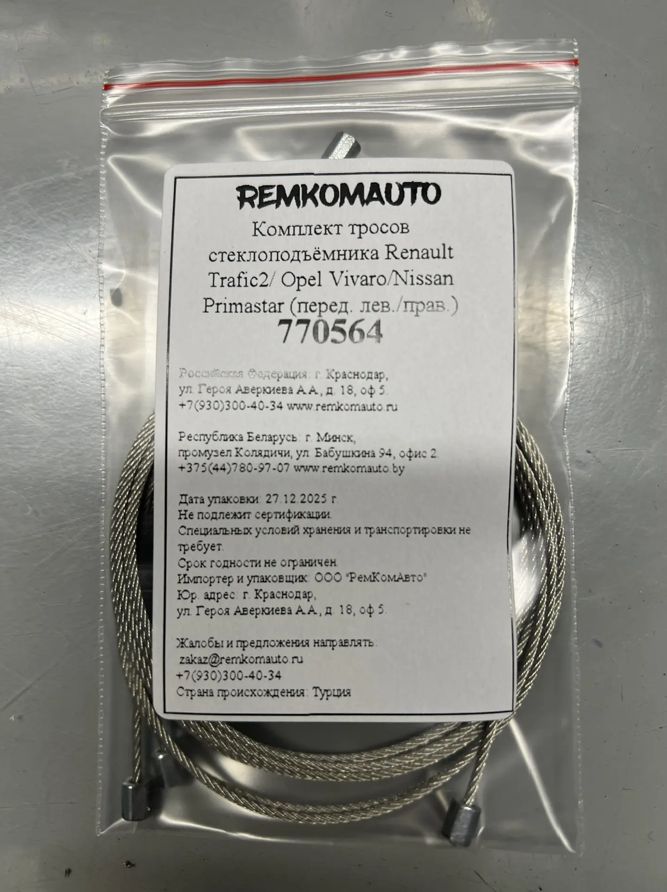 REMKOMAUTO
Комплект тросов
стеклоподъёмника Renault
Trafic2/ Opel Vivaro/Nissan
Primastar (перед. лев./прав.)
770564
Российская Федерация: г. Краснодар,
ул. Героя Аверкиева А.А., д. 18, оф 5.
+7(930)300-40-34 www.remkomauto.ru
Республика Беларусь: г. Минск,
промузел Колядичи, ул. Бабушкина 94, офис 2
+375(44)780-97-07 www.remkomauto.by
Дата упаковки: 27.12.2025 г.
Не подлежит сертификации.
Специальных условий хранения и транспортировки не
требует.
Срок годности не ограничен.
Импортер и упаковщик: ООО "РемКомАвто"
Юр. адрес: г. Краснодар,
ул. Героя Аверкиева А.А., д. 18, оф 5.
Жалобы и предложения направлять:
zakaz@remkomauto.ru
+7(930)300-40-34
Страна происхождения: Турция